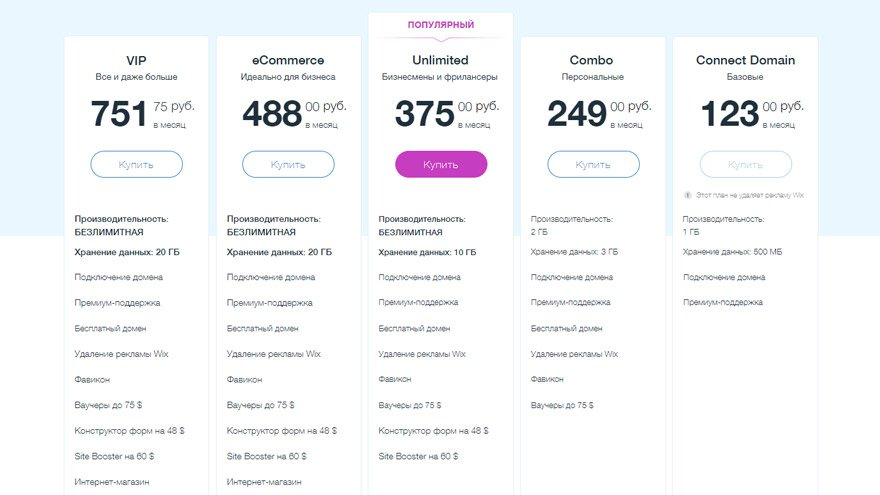 ПОПУЛЯРНЫЙ
VIP
Все и даже больше
751 75 руб.
в месяц
Купить
Производительность:
БЕЗЛИМИТНАЯ
Хранение данных: 20 ГБ
Подключение домена
Премиум-поддержка
Бесплатный домен
Удаление рекламы Wix
Фавикон
Ваучеры до 75 $
Конструктор форм на 48 $
Site Booster на 60 $
Интернет-магазин
eCommerce
Идеально для бизнеса
488 00 руб.
в месяц
Купить
Производительность:
БЕЗЛИМИТНАЯ
Хранение данных: 20 ГБ
Подключение домена
Премиум-поддержка
Бесплатный домен
Удаление рекламы Wix
Фавикон
Ваучеры до 75 $
Конструктор форм на 48 $
Site Booster на 60 $
Интернет-магазин
Unlimited
Бизнесмены и фрилансеры
375 00 руб.
в месяц
Купить
Производительность:
БЕЗЛИМИТНАЯ
Хранение данных: 10 ГБ
Подключение домена
Премиум-поддержка
Бесплатный домен
Удаление рекламы Wix
Фавикон
Ваучеры до 75 $
Конструктор форм на 48 $
Site Booster на 60 $
Combo
Персональные
249 00 руб.
в месяц
Купить
Производительность:
2 ГБ
Хранение данных: 3 ГБ
Подключение домена
Премиум-поддержка
Бесплатный домен
Удаление рекламы Wix
Фавикон
Ваучеры до 75 $
Connect Domain
Базовые
123 00 руб.
в месяц
Купить
Этот план не удаляет рекламу Wix
Производительность:
1 ГБ
Хранение данных: 500 МБ
Подключение домена
Премиум-поддержка